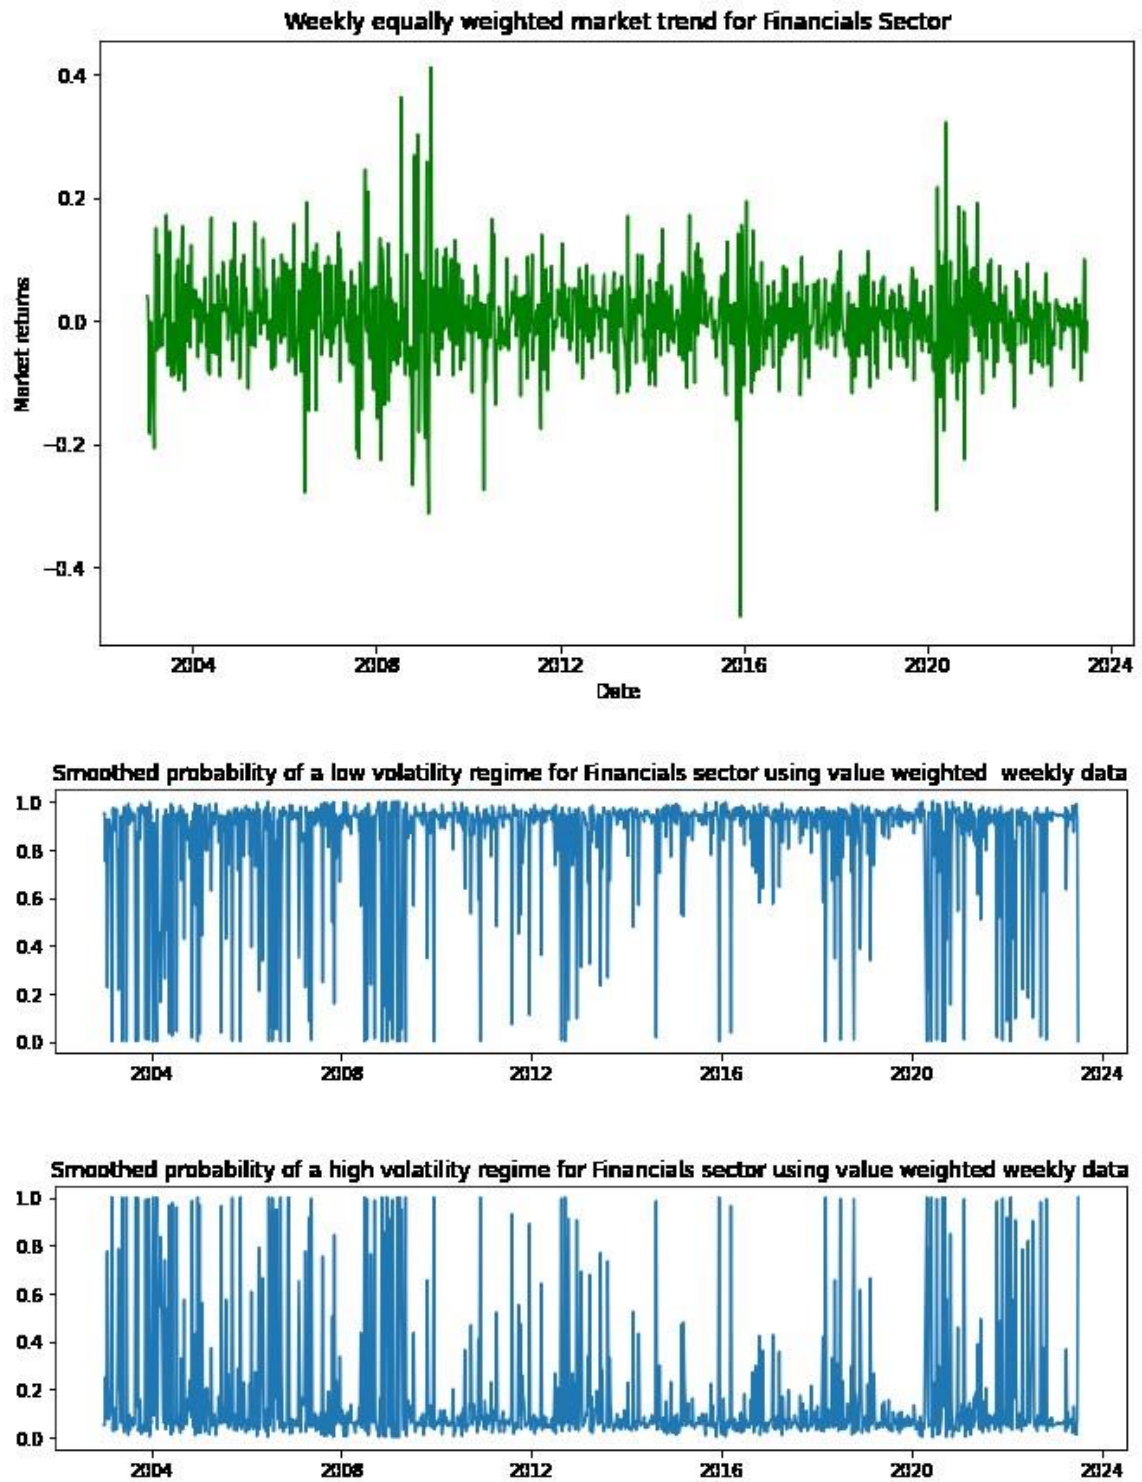 Weekly equally weighted market trend for Financials Sector
0.4
0.2
0.0
−0.2
−0.4
Market returns
2004 2008 2012 2016 2020 2024
Date
Smoothed probability of a low volatility regime for Financials sector using value weighted weekly data
1.0
0.8
0.6
0.4
0.2
0.0
2004 2008 2012 2016 2020 2024
Smoothed probability of a high volatility regime for Financials sector using value weighted weekly data
1.0
0.8
0.6
0.4
0.2
0.0
2004 2008 2012 2016 2020 2024